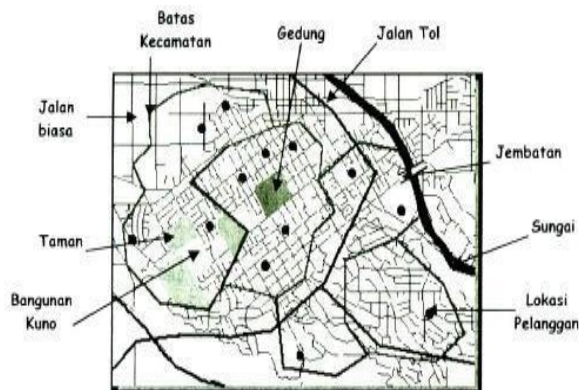 Batas
Kecamatan
Gedung
Jalan Tol
Jalan
biasa
Jembatan
Taman
Sungai
Bangunan
Kuno
Lokasi
Pelanggan